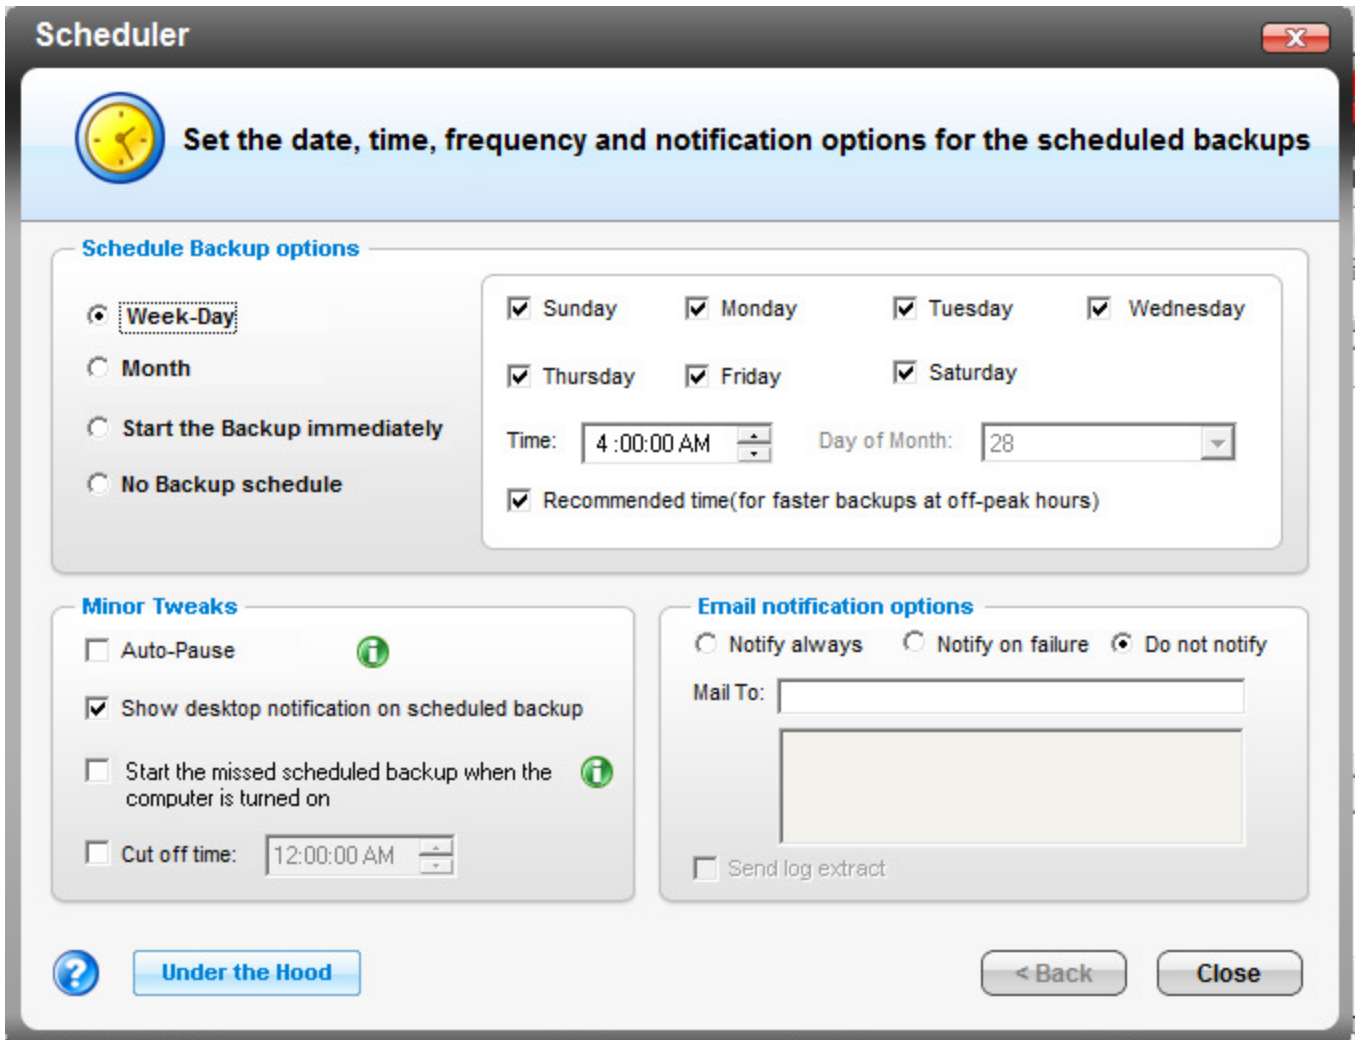 Scheduler
X
Set the date, time, frequency and notification options for the scheduled backups
Schedule Backup options
Week-Day
Month
Start the Backup immediately
No Backup schedule
Sunday Monday Tuesday Wednesday
Thursday Friday Saturday
Time: 4 :00:00 AM Day of Month: 28
Recommended time(for faster backups at off-peak hours)
Minor Tweaks
Auto-Pause
Show desktop notification on scheduled backup
Start the missed scheduled backup when the
computer is turned on
Cut off time: 12:00:00 AM
Email notification options
Notify always Notify on failure Do not notify
Mail To:
Send log extract
? Under the Hood < Back Close